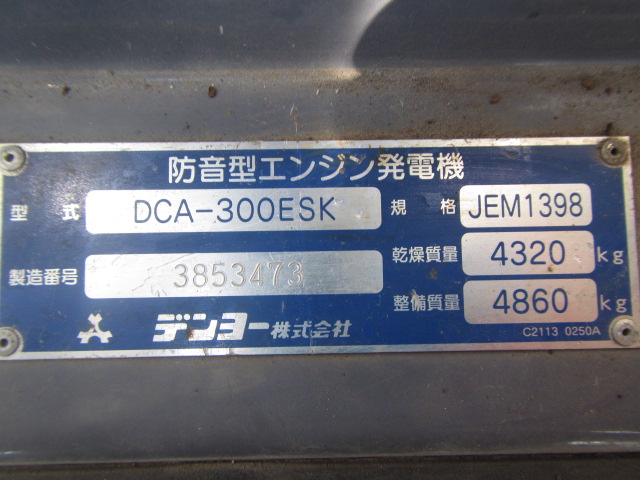 防音型エンジン発電機
型式 DCA-300ESK 規格 JEM1398
乾燥質量 4320 kg
製造番号 3853473
整備質量 4860 kg
デンヨー株式会社
C2113 0250A